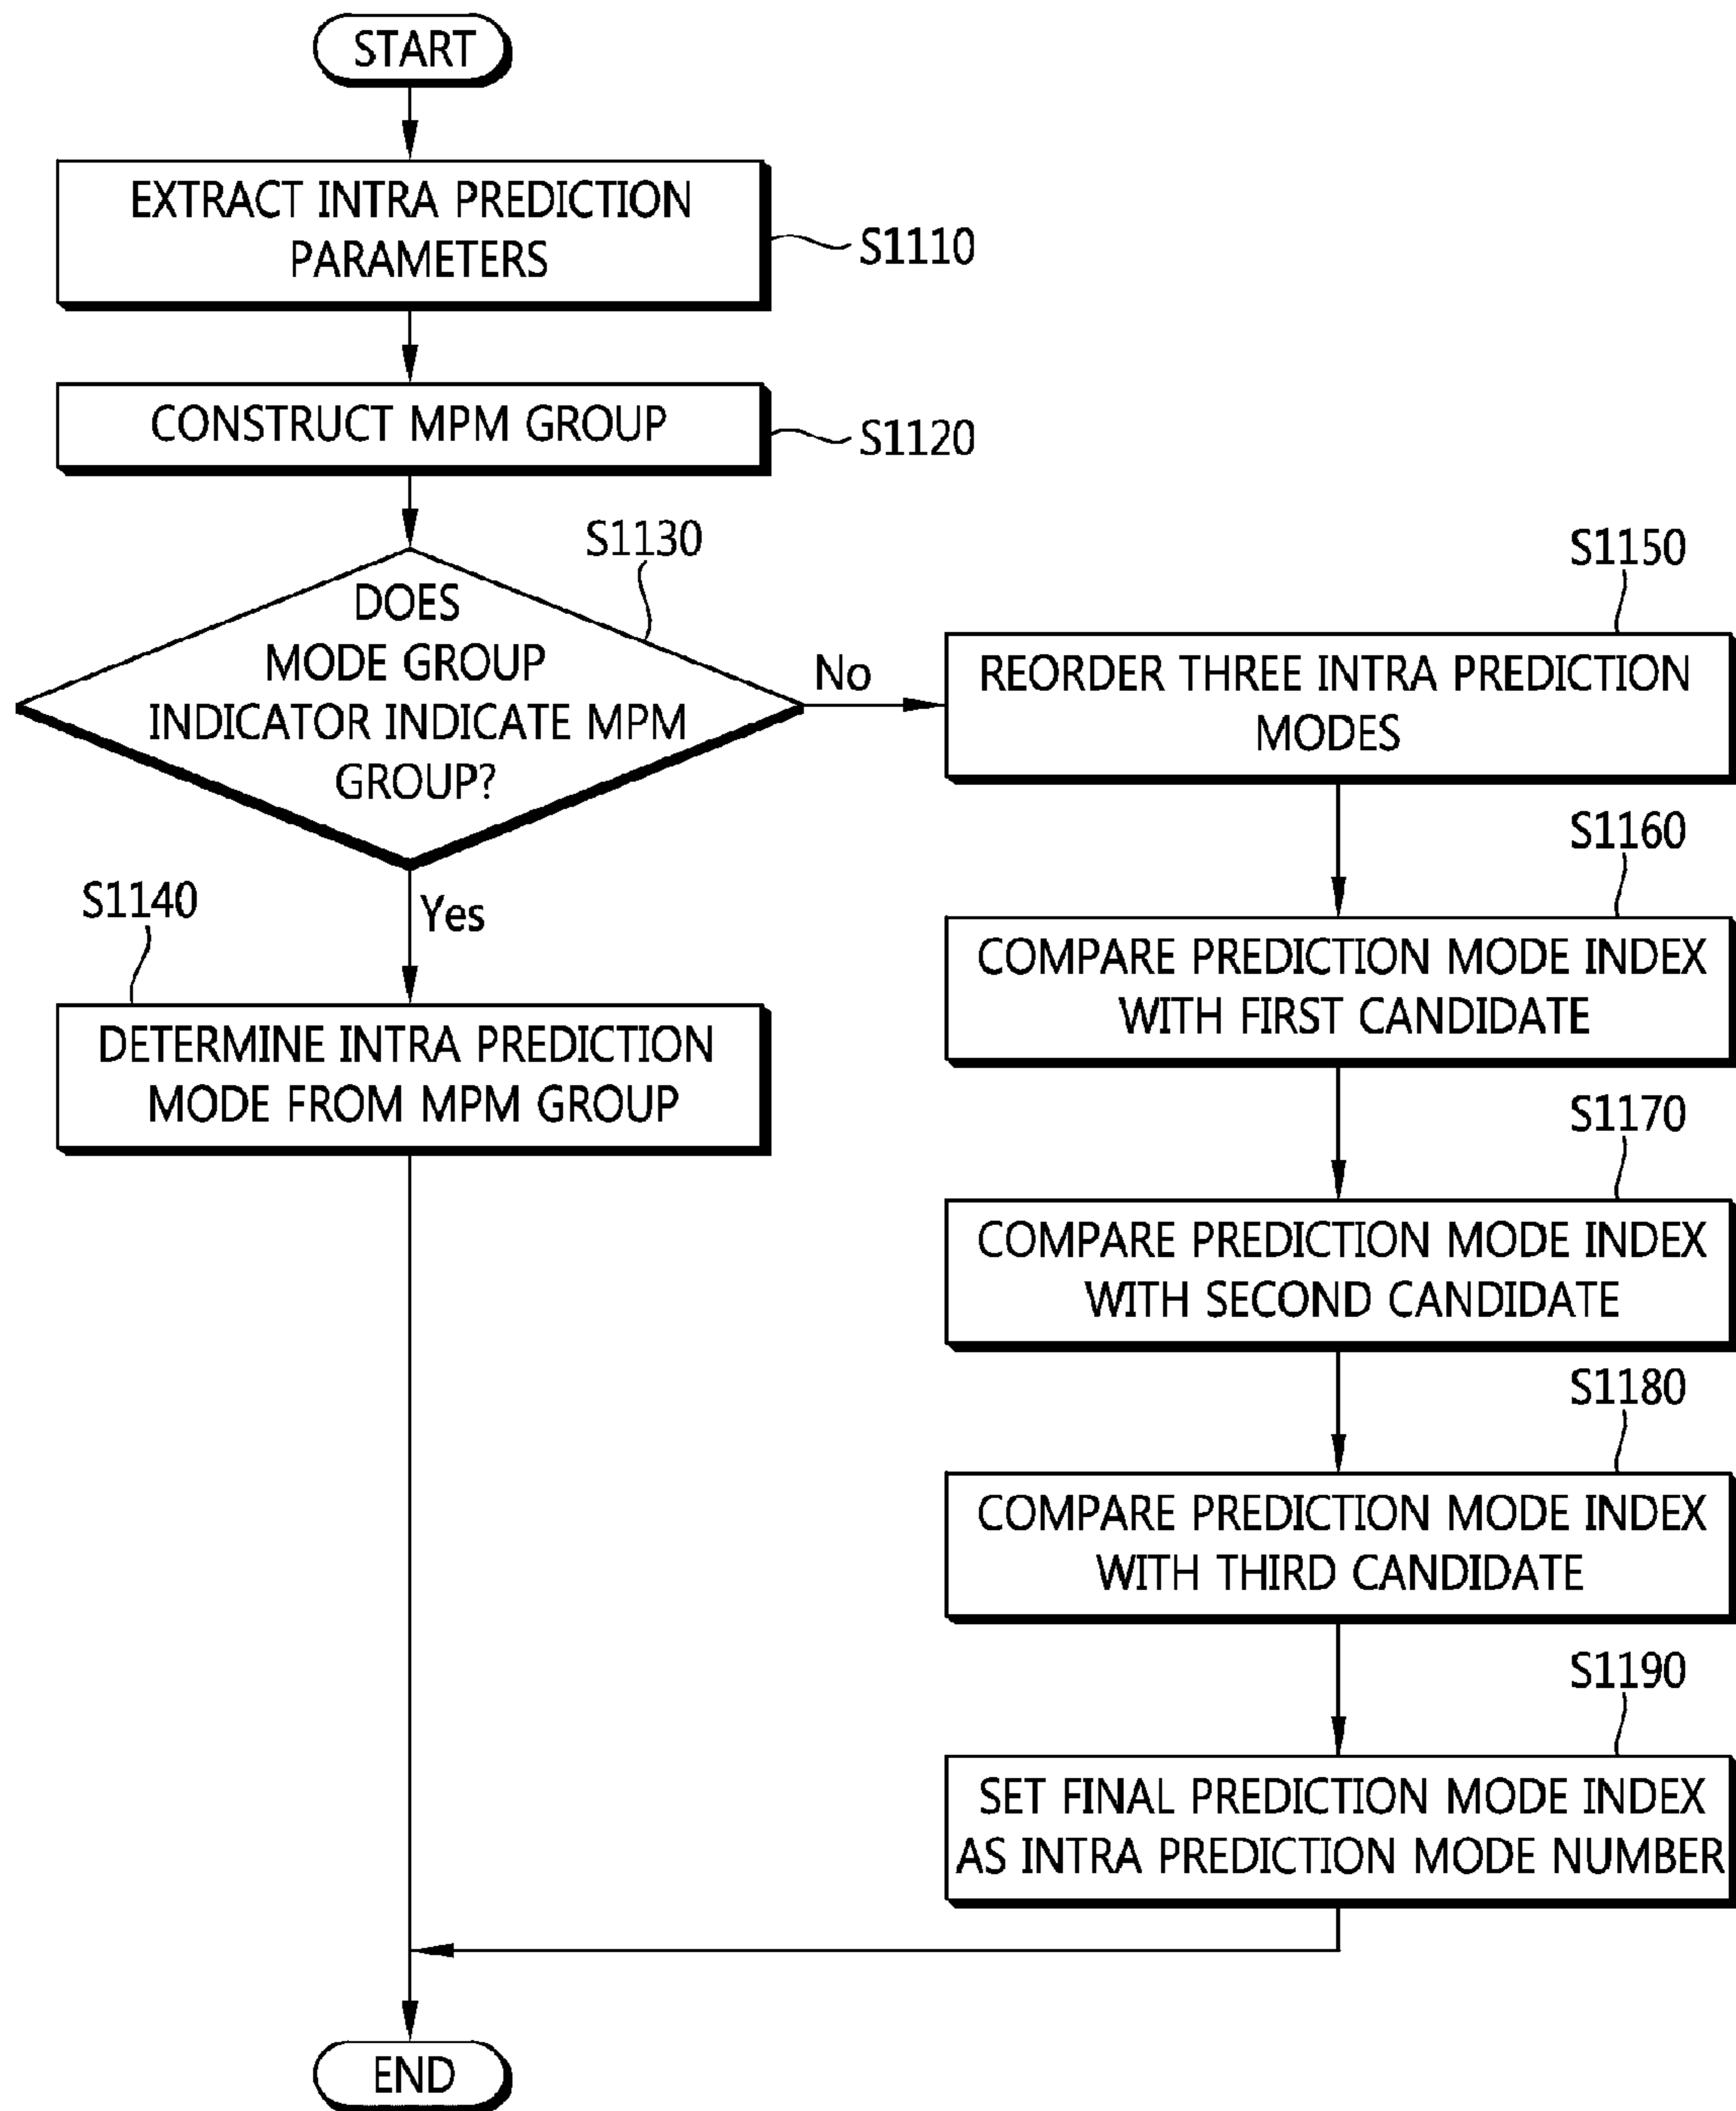 START
EXTRACT INTRA PREDICTION
PARAMETERS
S1110
CONSTRUCT MPM GROUP
S1120
S1130
DOES
MODE GROUP
INDICATOR INDICATE MPM
GROUP?
No
Yes
S1140
DETERMINE INTRA PREDICTION
MODE FROM MPM GROUP
S1150
REORDER THREE INTRA PREDICTION
MODES
S1160
COMPARE PREDICTION MODE INDEX
WITH FIRST CANDIDATE
S1170
COMPARE PREDICTION MODE INDEX
WITH SECOND CANDIDATE
S1180
COMPARE PREDICTION MODE INDEX
WITH THIRD CANDIDATE
S1190
SET FINAL PREDICTION MODE INDEX
AS INTRA PREDICTION MODE NUMBER
END